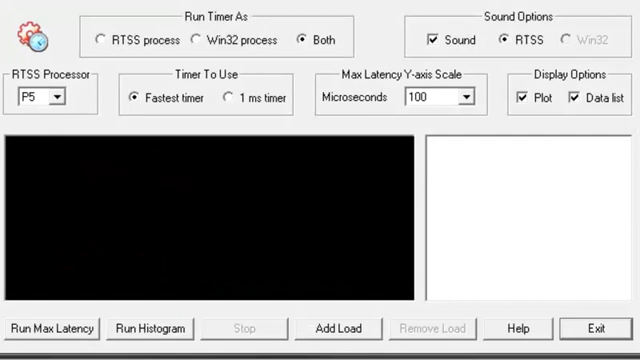 Run Timer As
Sound Options
RTSS process Win32 process Both
Sound RTSS Win32
RTSS Processor
Timer To Use
Max Latency Y-axis Scale
Display Options
P5
Fastest timer 1 ms timer
Microseconds 100
Plot Data list
Run Max Latency Run Histogram Stop Add Load Remove Load Help Exit